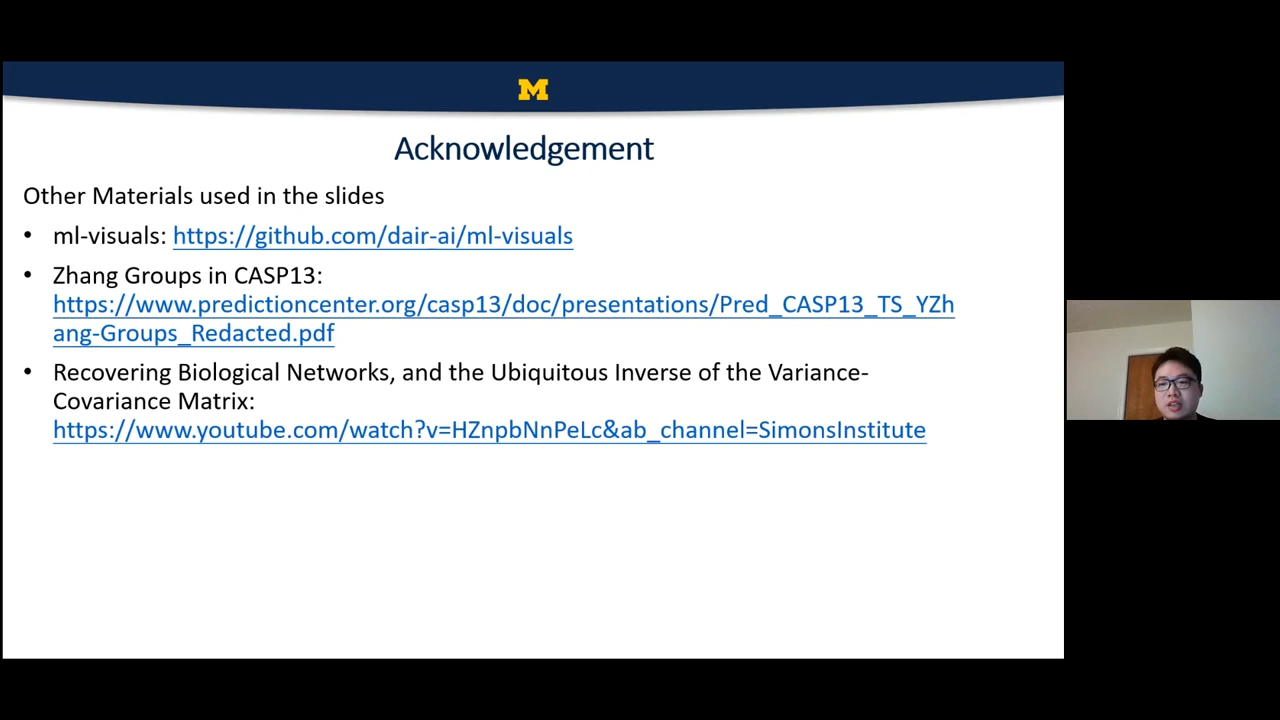 M
Acknowledgement
Other Materials used in the slides
• ml-visuals: https://github.com/dair-ai/ml-visuals
• Zhang Groups in CASP13:
https://www.predictioncenter.org/casp13/doc/presentations/Pred_CASP13_TS_YZh
ang-Groups_Redacted.pdf
• Recovering Biological Networks, and the Ubiquitous Inverse of the Variance-
Covariance Matrix:
https://www.youtube.com/watch?v=HZnpbNnPeLc&ab_channel=SimonsInstitute